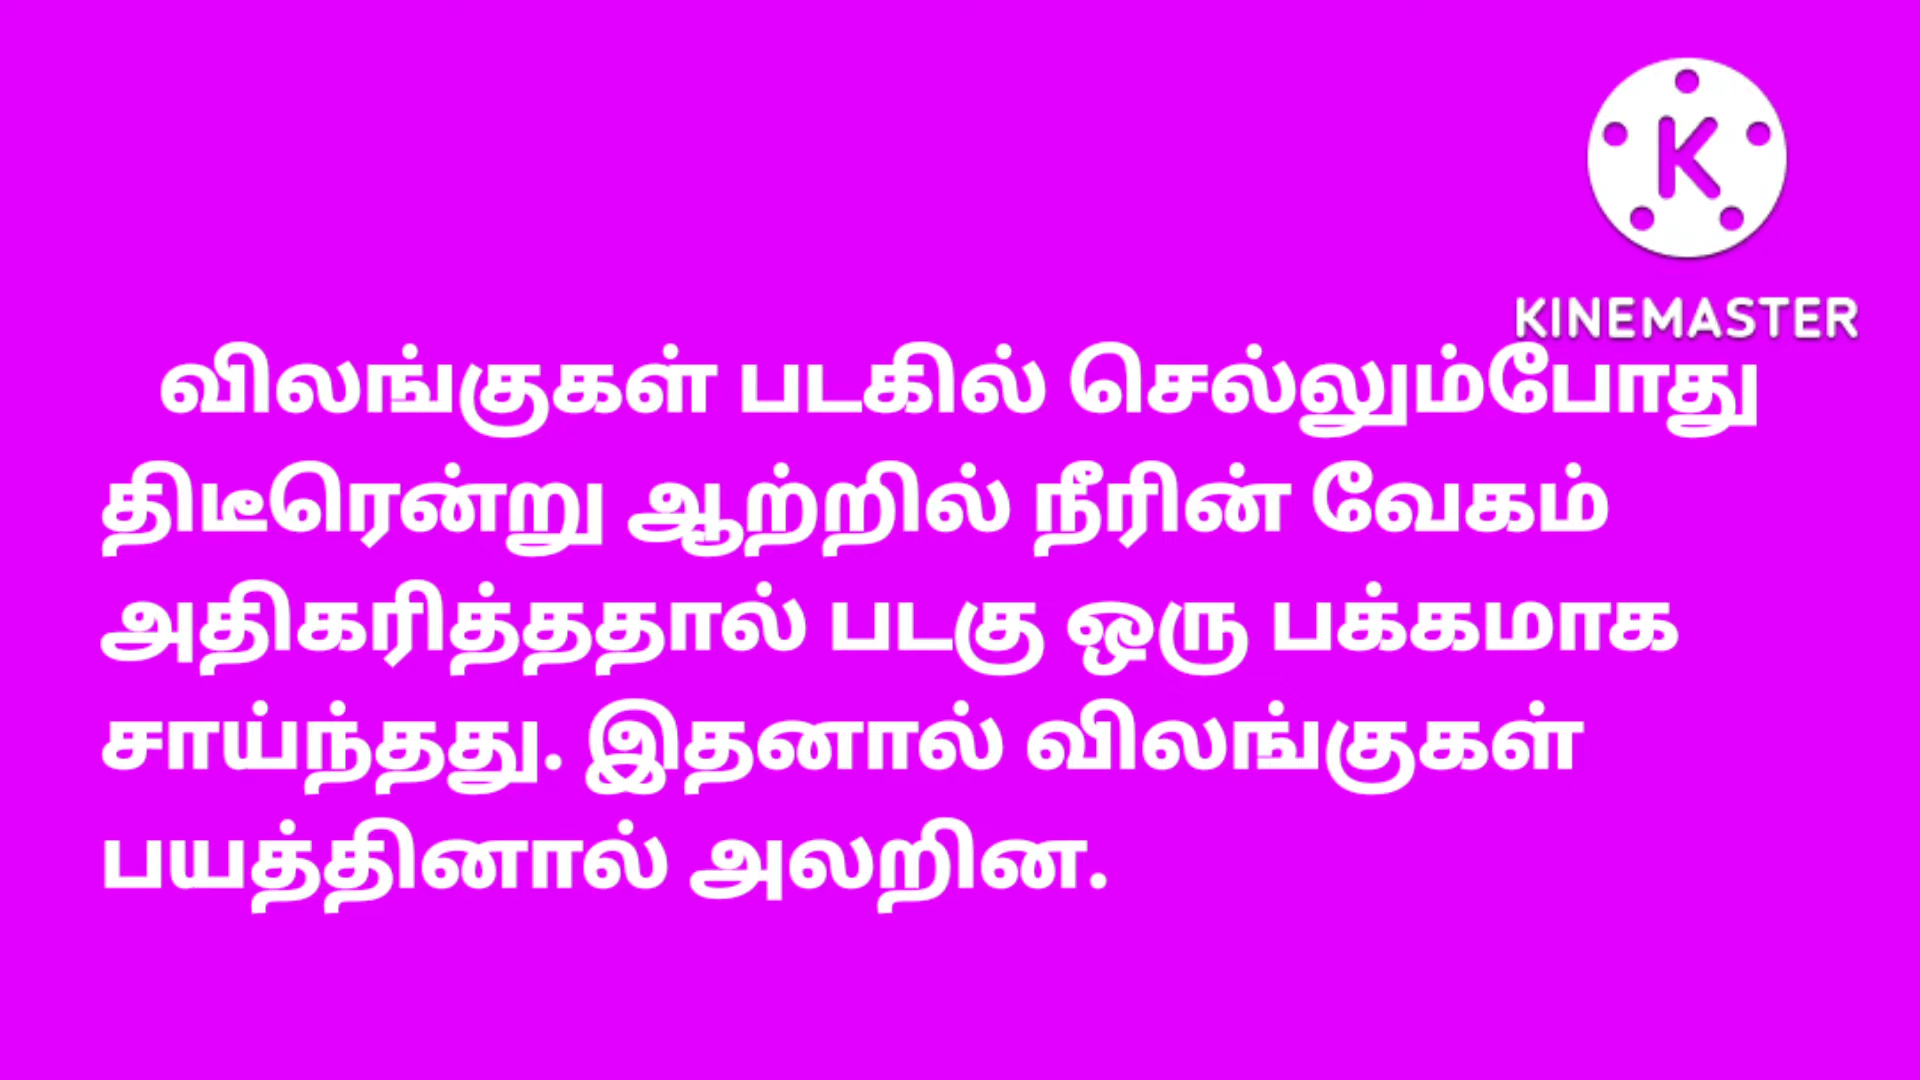 K
KINEMASTER
விலங்குகள் படகில் செல்லும்போது
திடீரென்று ஆற்றில் நீரின் வேகம்
அதிகரித்ததால் படகு ஒரு பக்கமாக
சாய்ந்தது. இதனால் விலங்குகள்
பயத்தினால் அலறின.